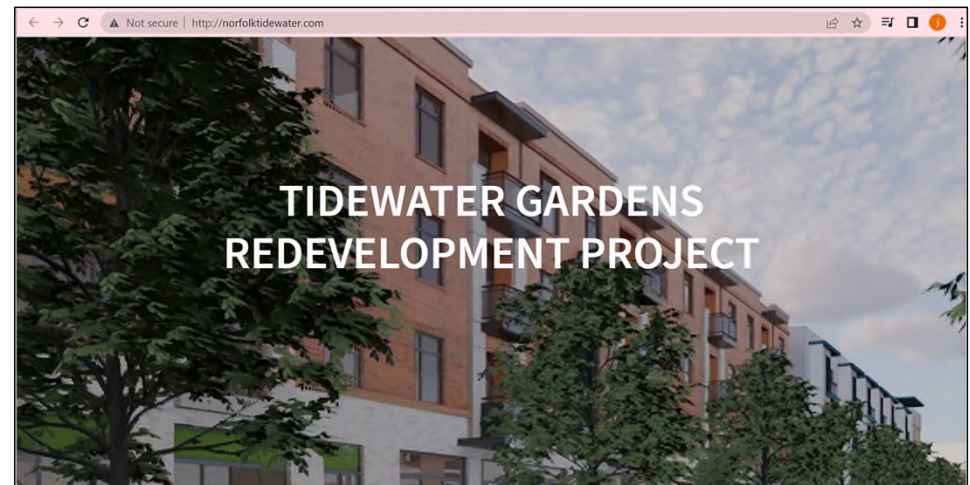 Not secure | http://norfolktidewater.com
j
TIDEWATER GARDENS
REDEVELOPMENT PROJECT